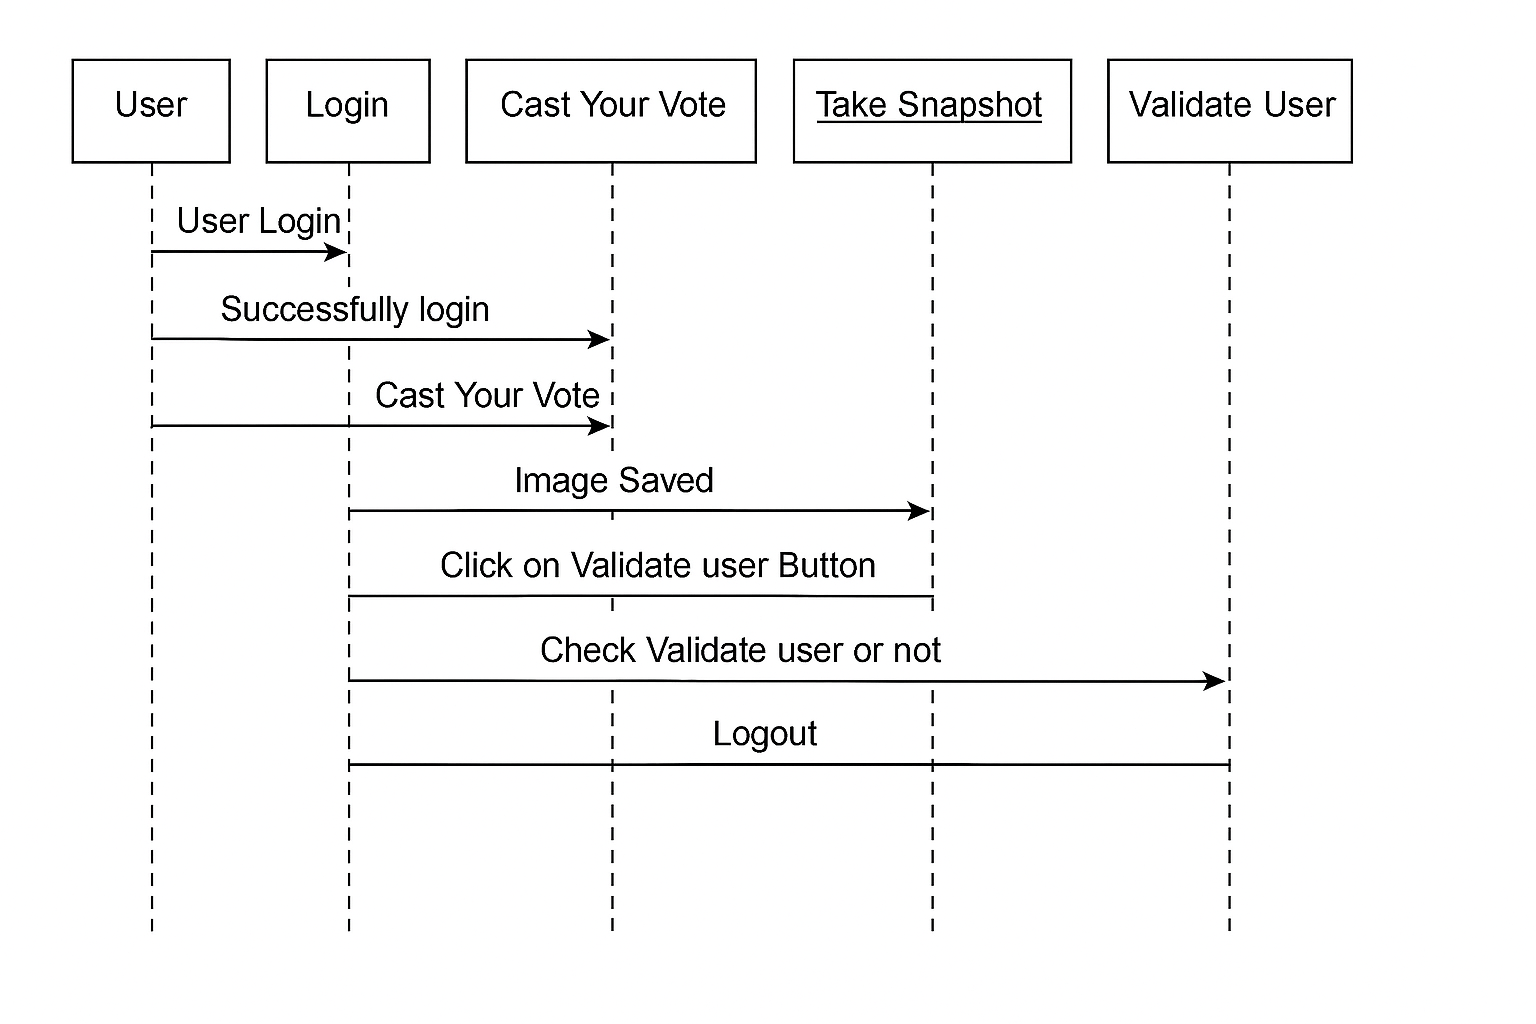 User
Login
Cast Your Vote
Take Snapshot
Validate User
User Login
Successfully login
Cast Your Vote
Image Saved
Click on Validate user Button
Check Validate user or not
Logout